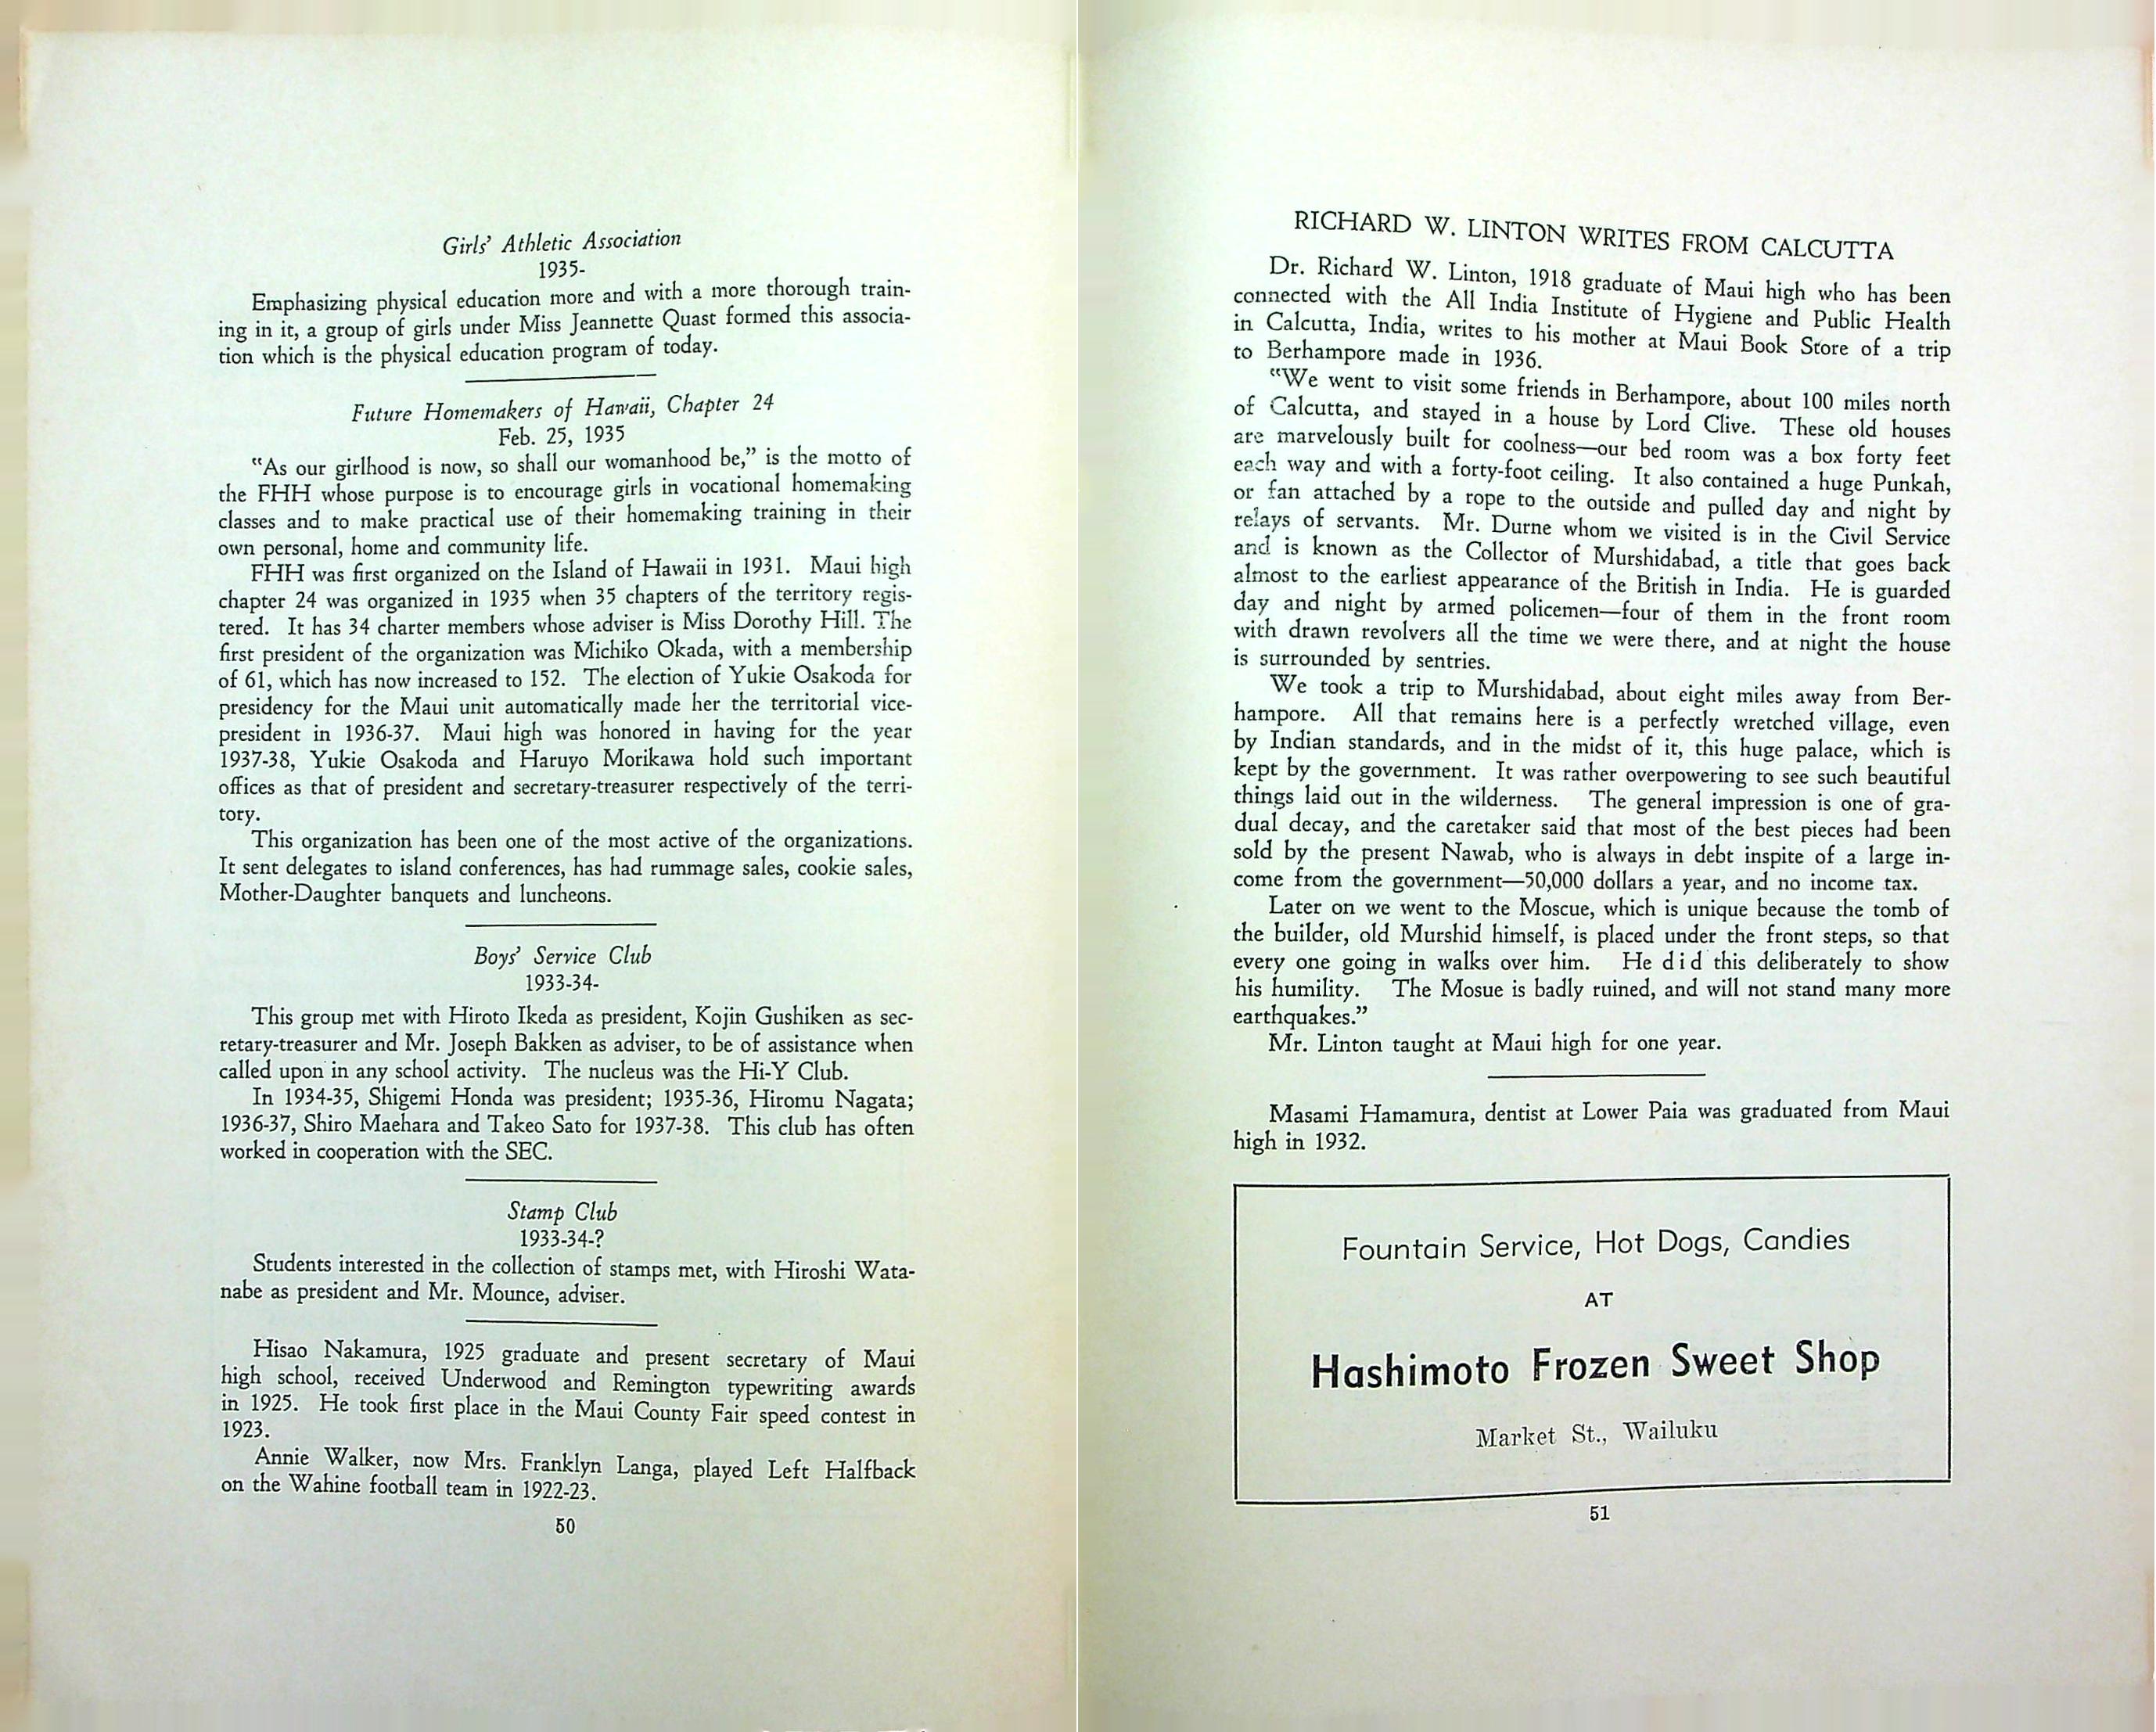 Girls' Athletic Association
1935-
Emphasizing physical education more and with a more thorough train-
ing in it, a group of girls under Miss Jeannette Quast formed this associa-
tion which is the physical education program of today.
Future Homemakers of Hawaii, Chapter 24
Feb. 25, 1935
"As our girlhood is now, so shall our womanhood be," is the motto of
the FHH whose purpose is to encourage girls in vocational homemaking
classes and to make practical use of their homemaking training in their
own personal, home and community life.
FHH was first organized on the Island of Hawaii in 1931. Maui high
chapter 24 was organized in 1935 when 35 chapters of the territory regis-
tered. It has 34 charter members whose adviser is Miss Dorothy Hill. The
first president of the organization was Michiko Okada, with a membership
of 61, which has now increased to 152. The election of Yukie Osakoda for
presidency for the Maui unit automatically made her the territorial vice-
president in 1936-37. Maui high was honored in having for the year
1937-38, Yukie Osakoda and Haruyo Morikawa hold such important
offices as that of president and secretary-treasurer respectively of the terri-
tory.
This organization has been one of the most active of the organizations.
It sent delegates to island conferences, has had rummage sales, cookie sales,
Mother-Daughter banquets and luncheons.
Boys' Service Club
1933-34-
This group met with Hiroto Ikeda as president, Kojin Gushiken as sec-
retary-treasurer and Mr. Joseph Bakken as adviser, to be of assistance when
called upon in any school activity. The nucleus was the Hi-Y Club.
In 1934-35, Shigemi Honda was president; 1935-36, Hiromu Nagata;
1936-37, Shiro Maehara and Takeo Sato for 1937-38. This club has often
worked in cooperation with the SEC.
Stamp Club
1933-34-?
Students interested in the collection of stamps met, with Hiroshi Wata-
nabe as president and Mr. Mounce, adviser.
Hisao Nakamura, 1925 graduate and present secretary of Maui
high school, received Underwood and Remington typewriting awards
in 1925. He took first place in the Maui County Fair speed contest in
1923.
Annie Walker, now Mrs. Franklyn Langa, played Left Halfback
on the Wahine football team in 1922-23.
50
RICHARD W. LINTON WRITES FROM CALCUTTA
Dr. Richard W. Linton, 1918 graduate of Maui high who has been
connected with the All India Institute of Hygiene and Public Health
in Calcutta, India, writes to his mother at Maui Book Store of a trip
to Berhampore made in 1936.
"We went to visit some friends in Berhampore, about 100 miles north
of Calcutta, and stayed in a house by Lord Clive. These old houses
are marvelously built for coolness—our bed room was a box forty feet
each way and with a forty-foot ceiling. It also contained a huge Punkah,
or fan attached by a rope to the outside and pulled day and night by
relays of servants. Mr. Durne whom we visited is in the Civil Service
and is known as the Collector of Murshidabad, a title that goes back
almost to the earliest appearance of the British in India. He is guarded
day and night by armed policemen—four of them in the front room
with drawn revolvers all the time we were there, and at night the house
is surrounded by sentries.
We took a trip to Murshidabad, about eight miles away from Ber-
hampore. All that remains here is a perfectly wretched village, even
by Indian standards, and in the midst of it, this huge palace, which is
kept by the government. It was rather overpowering to see such beautiful
things laid out in the wilderness. The general impression is one of gra-
dual decay, and the caretaker said that most of the best pieces had been
sold by the present Nawab, who is always in debt inspite of a large in-
come from the government—50,000 dollars a year, and no income tax.
Later on we went to the Moscue, which is unique because the tomb of
the builder, old Murshid himself, is placed under the front steps, so that
every one going in walks over him. He did this deliberately to show
his humility. The Mosue is badly ruined, and will not stand many more
earthquakes."
Mr. Linton taught at Maui high for one year.
Masami Hamamura, dentist at Lower Paia was graduated from Maui
high in 1932.
Fountain Service, Hot Dogs, Candies
AT
Hashimoto Frozen Sweet Shop
Market St., Wailuku
51